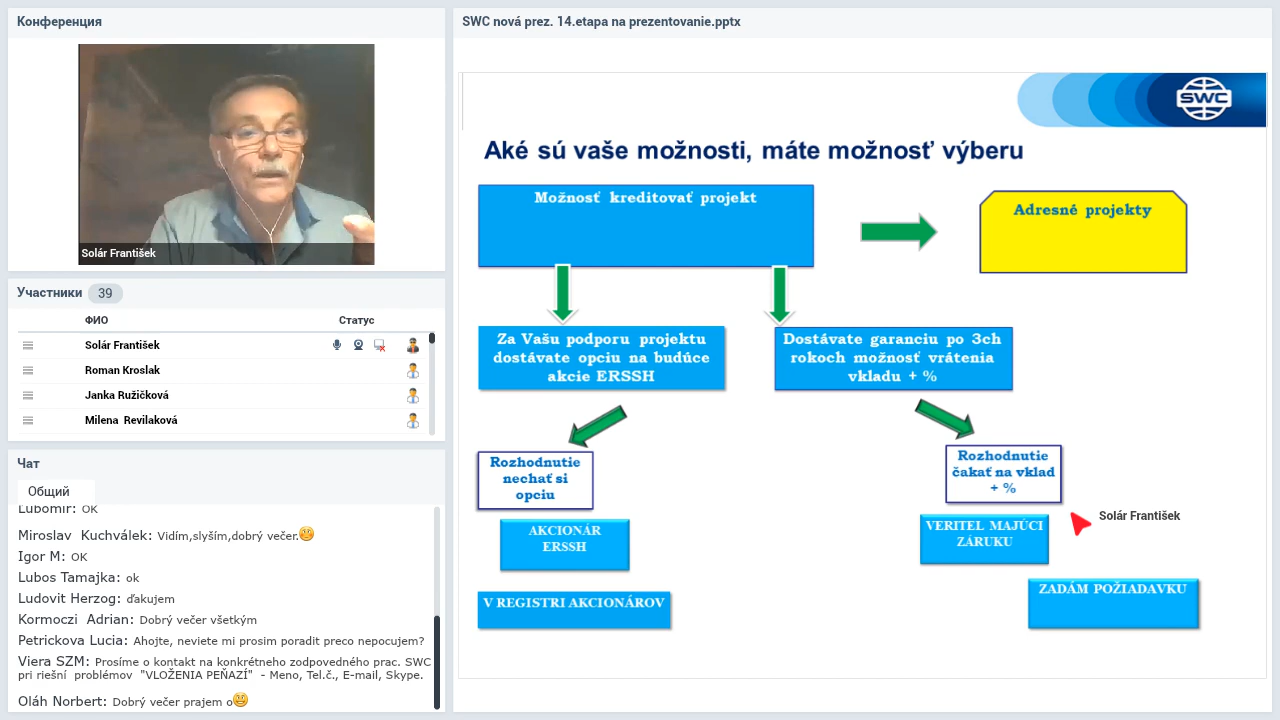 Конференция
Solár František
Участники 39
ФИО Статус
Solár František
Roman Kroslak
Janka Ružičková
Milena Revilaková
Чат
Общий
Lubomir: OK
Miroslav Kuchválek: Vidím,slyším,dobrý večer.
Igor M: OK
Lubos Tamajka: ok
Ludovit Herzog: ďakujem
Kormoczi Adrian: Dobrý večer všetkým
Petrickova Lucia: Ahojte, neviete mi prosim poradit preco nepocujem?
Viera SZM: Prosíme o kontakt na konkrétneho zodpovedného prac. SWC
pri riešní problémov "VLOŽENIA PEŇAZÍ" - Meno, Tel.č., E-mail, Skype.
Oláh Norbert: Dobrý večer prajem o
SWC nová prez. 14.etapa na prezentovanie.pptx
SWC
Aké sú vaše možnosti, máte možnosť výberu
Možnosť kreditovať projekt
Adresné projekty
Za Vašu podporu projektu
dostávate opciu na budúce
akcie ERSSH
Dostávate garanciu po 3ch
rokoch možnosť vrátenia
vkladu + %
Rozhodnutie
nechať si
opciu
Rozhodnutie
čakať na vklad
+ %
AKCIONÁR
ERSSH
VERITEL MAJÚCI
ZÁRUKU
Solár František
V REGISTRI AKCIONÁROV
ZADÁM POŽIADAVKU